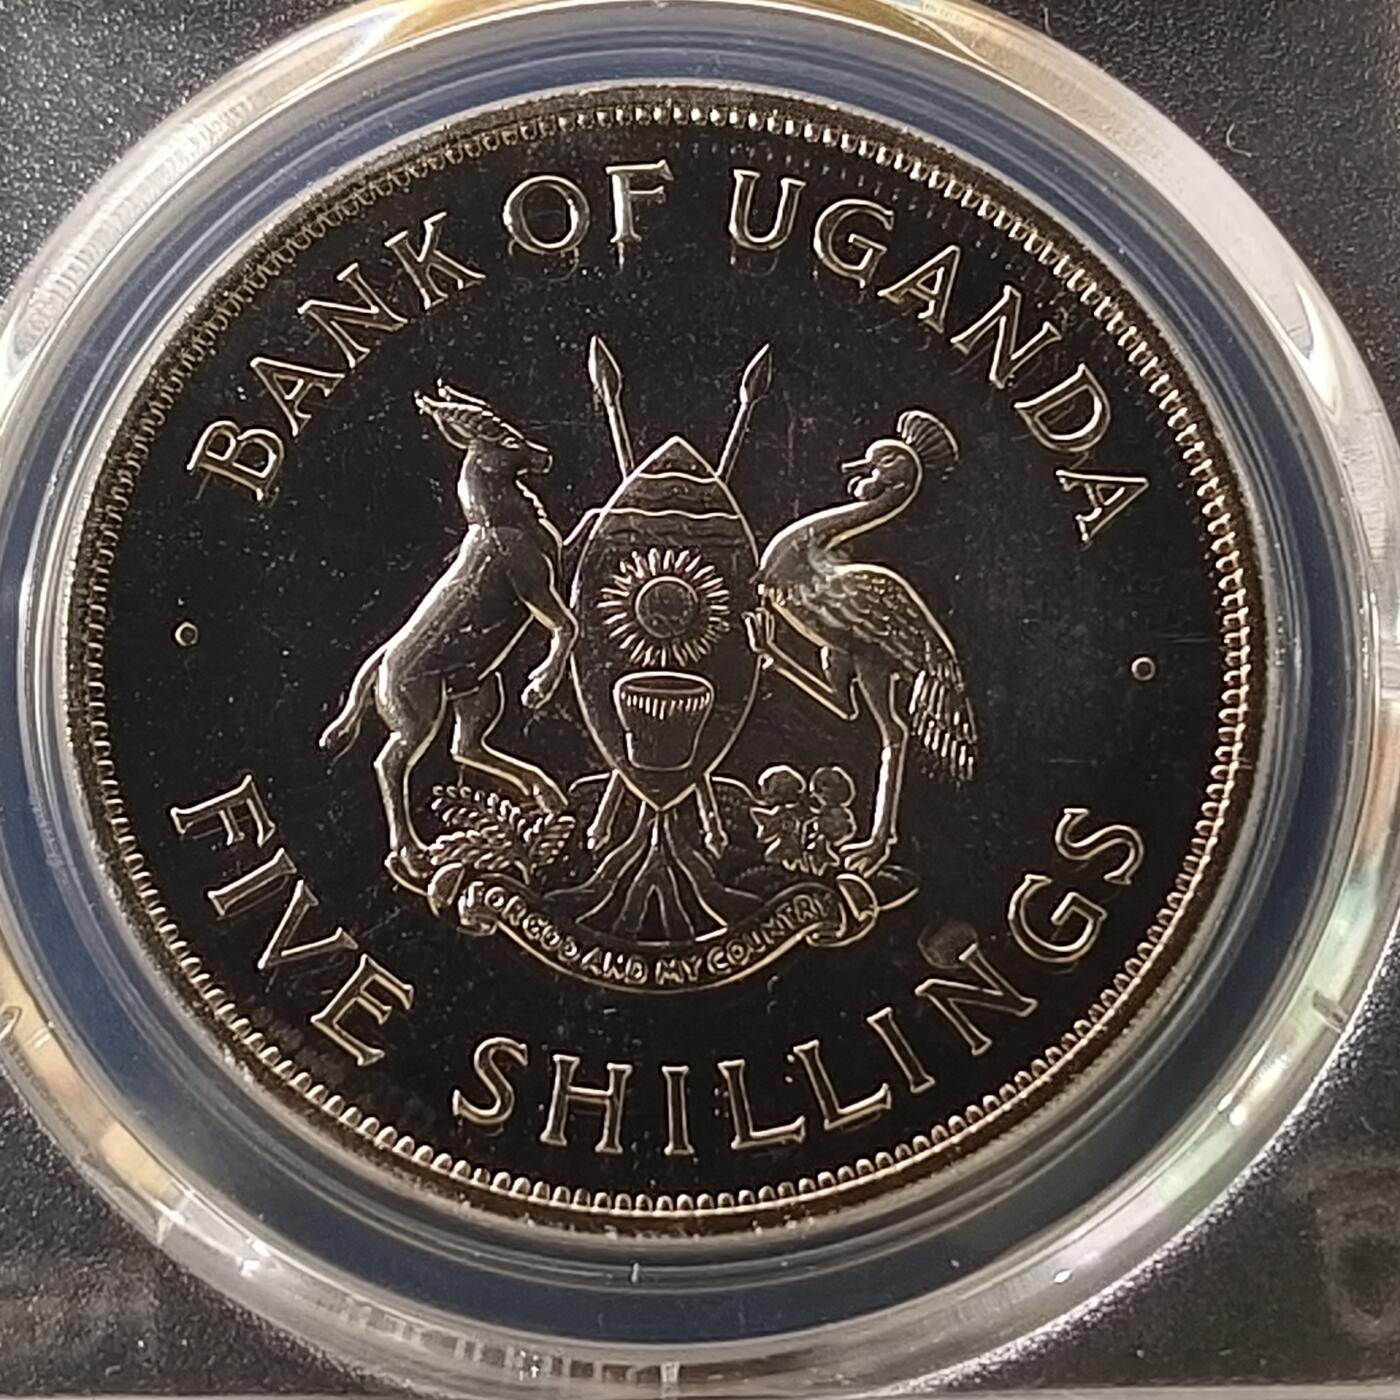 BANK OF UGANDA
FOR GOD AND MY COUNTRY
FIVE SHILLINGS